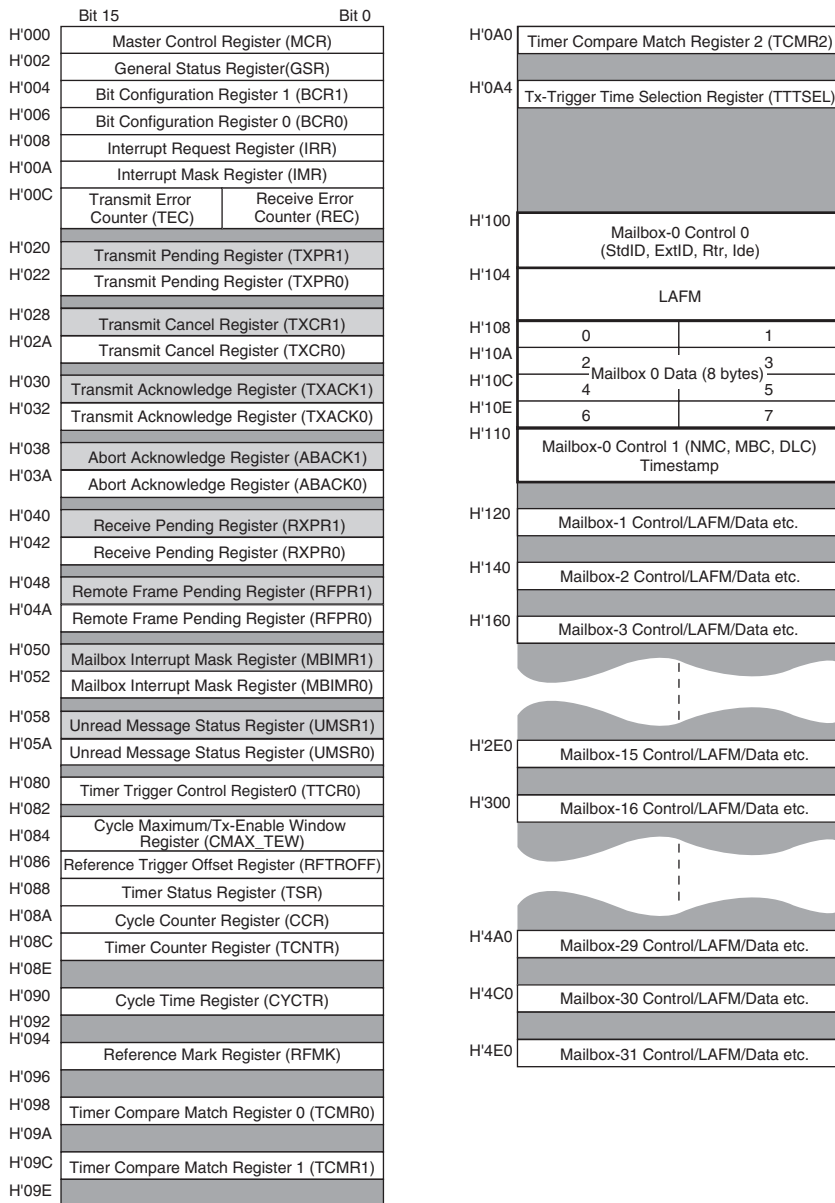 Bit 15 Bit 0
H'000 Master Control Register (MCR)
H'002 General Status Register(GSR)
H'004 Bit Configuration Register 1 (BCR1)
H'006 Bit Configuration Register 0 (BCR0)
H'008 Interrupt Request Register (IRR)
H'00A Interrupt Mask Register (IMR)
H'00C Transmit Error Receive Error
Counter (TEC) Counter (REC)
H'020 Transmit Pending Register (TXPR1)
H'022 Transmit Pending Register (TXPR0)
H'028 Transmit Cancel Register (TXCR1)
H'02A Transmit Cancel Register (TXCR0)
H'030 Transmit Acknowledge Register (TXACK1)
H'032 Transmit Acknowledge Register (TXACK0)
H'038 Abort Acknowledge Register (ABACK1)
H'03A Abort Acknowledge Register (ABACK0)
H'040 Receive Pending Register (RXPR1)
H'042 Receive Pending Register (RXPR0)
H'048 Remote Frame Pending Register (RFPR1)
H'04A Remote Frame Pending Register (RFPR0)
H'050 Mailbox Interrupt Mask Register (MBIMR1)
H'052 Mailbox Interrupt Mask Register (MBIMR0)
H'058 Unread Message Status Register (UMSR1)
H'05A Unread Message Status Register (UMSR0)
H'080 Timer Trigger Control Register0 (TTCR0)
H'082
H'084 Cycle Maximum/Tx-Enable Window
Register (CMAX_TEW)
H'086 Reference Trigger Offset Register (RFTROFF)
H'088 Timer Status Register (TSR)
H'08A Cycle Counter Register (CCR)
H'08C Timer Counter Register (TCNTR)
H'08E
H'090 Cycle Time Register (CYCTR)
H'092
H'094 Reference Mark Register (RFMK)
H'096
H'098 Timer Compare Match Register 0 (TCMR0)
H'09A
H'09C Timer Compare Match Register 1 (TCMR1)
H'09E
H'0A0 Timer Compare Match Register 2 (TCMR2)
H'0A4 Tx-Trigger Time Selection Register (TTTSEL)
H'100 Mailbox-0 Control 0
(StdID, ExtID, Rtr, Ide)
H'104 LAFM
H'108 0 1
H'10A 2 3
Mailbox 0 Data (8 bytes)
H'10C 4 5
H'10E 6 7
H'110 Mailbox-0 Control 1 (NMC, MBC, DLC)
Timestamp
H'120 Mailbox-1 Control/LAFM/Data etc.
H'140 Mailbox-2 Control/LAFM/Data etc.
H'160 Mailbox-3 Control/LAFM/Data etc.
H'2E0 Mailbox-15 Control/LAFM/Data etc.
H'300 Mailbox-16 Control/LAFM/Data etc.
H'4A0 Mailbox-29 Control/LAFM/Data etc.
H'4C0 Mailbox-30 Control/LAFM/Data etc.
H'4E0 Mailbox-31 Control/LAFM/Data etc.